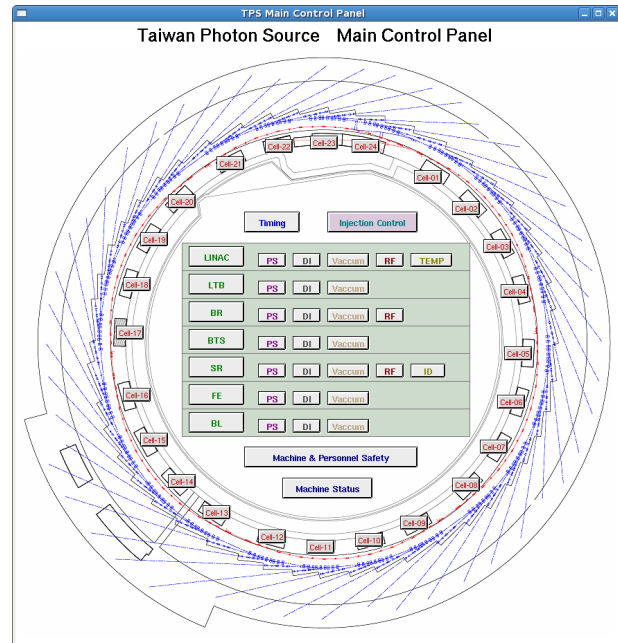 TPS Main Control Panel
Taiwan Photon Source Main Control Panel
Cell-22 Cell-23 Cell-24
Cell-21 Cell-01
Cell-20 Cell-02
Timing Injection Control
Cell-19 Cell-03
LINAC PS DI Vaccum RF TEMP
Cell-18 LTB PS DI Vaccum Cell-04
BR PS DI Vaccum RF
Cell-17 BTS PS DI Vaccum Cell-05
SR PS DI Vaccum RF ID
Cell-16 FE PS DI Vaccum Cell-06
BL PS DI Vaccum
Cell-15 Cell-07
Machine & Personnel Safety
Cell-14 Cell-08
Machine Status
Cell-13 Cell-09
Cell-12 Cell-11 Cell-10